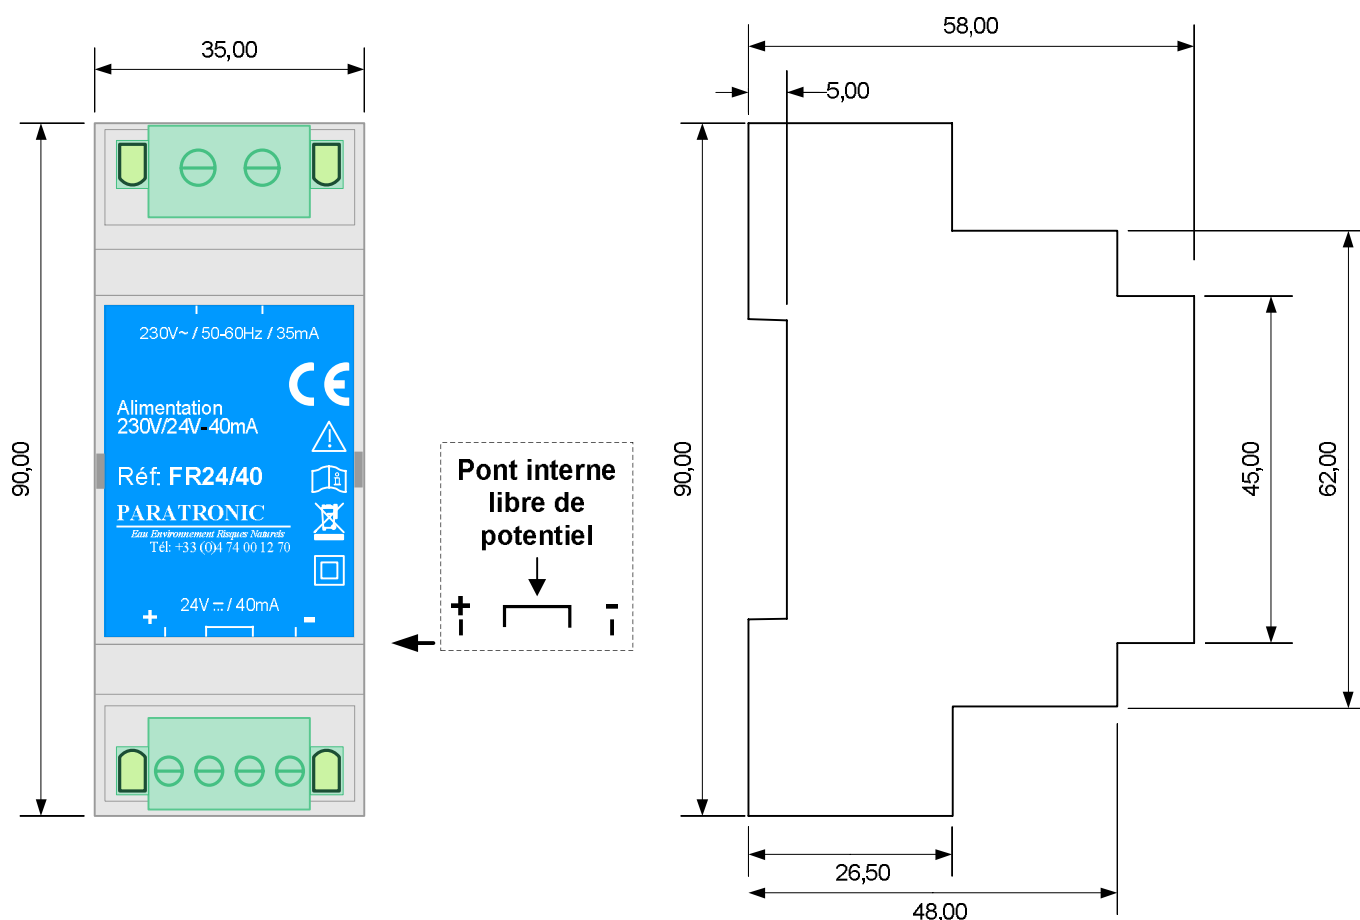 35,00
90,00
230V~ / 50-60Hz / 35mA
CE
Alimentation
230V/24V-40mA
Réf: FR24/40
PARATRONIC
Eau Environnement Risques Naturels
Tél: +33 (0)4 74 00 12 70
24V ⎓ / 40mA
+ -
Pont interne
libre de
potentiel
+ -
58,00
5,00
90,00
45,00
62,00
26,50
48,00